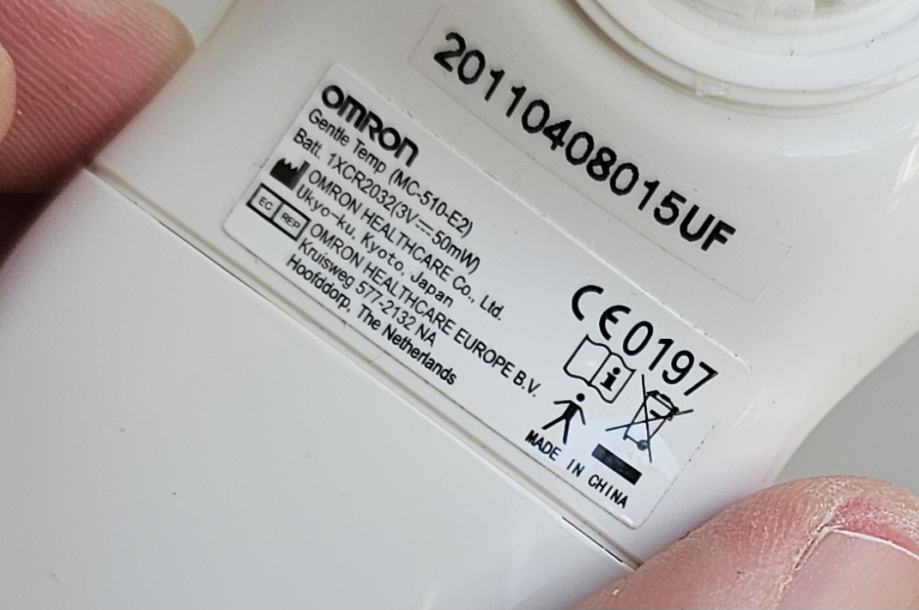 20110408015UF
OMRON
Gentle Temp (MC-510-E2)
Batt. 1XCR2032(3V⎓50mW)
OMRON HEALTHCARE Co., Ltd.
Ukyo-ku, Kyoto, Japan
EC REP
OMRON HEALTHCARE EUROPE B.V.
Kruisweg 577-2132 NA
Hoofddorp, The Netherlands
CE0197
i
MADE IN CHINA